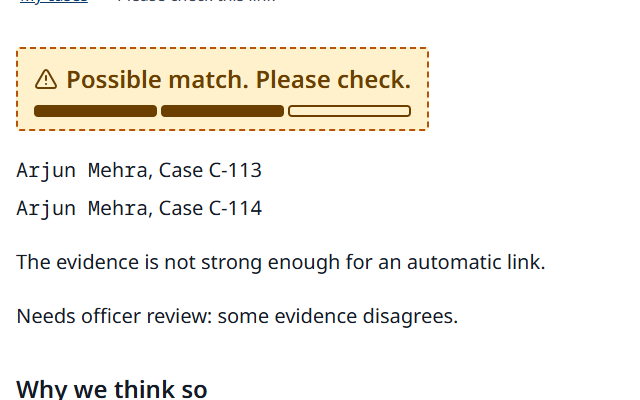 Possible match. Please check.
Arjun Mehra, Case C-113
Arjun Mehra, Case C-114
The evidence is not strong enough for an automatic link.
Needs officer review: some evidence disagrees.
Why we think so